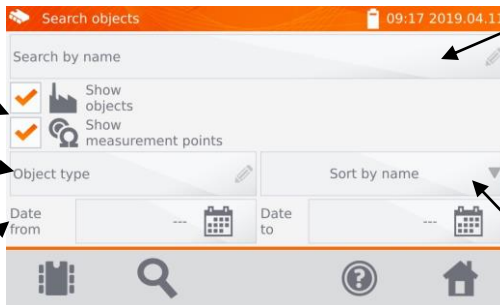 Search objects 09:17 2019.04.11
Search by name
Show
objects
Show
measurement points
Object type Sort by name
Date
from --- Date
to ---